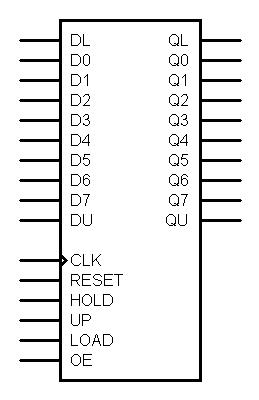 DL QL
D0 Q0
D1 Q1
D2 Q2
D3 Q3
D4 Q4
D5 Q5
D6 Q6
D7 Q7
DU QU
CLK
RESET
HOLD
UP
LOAD
OE